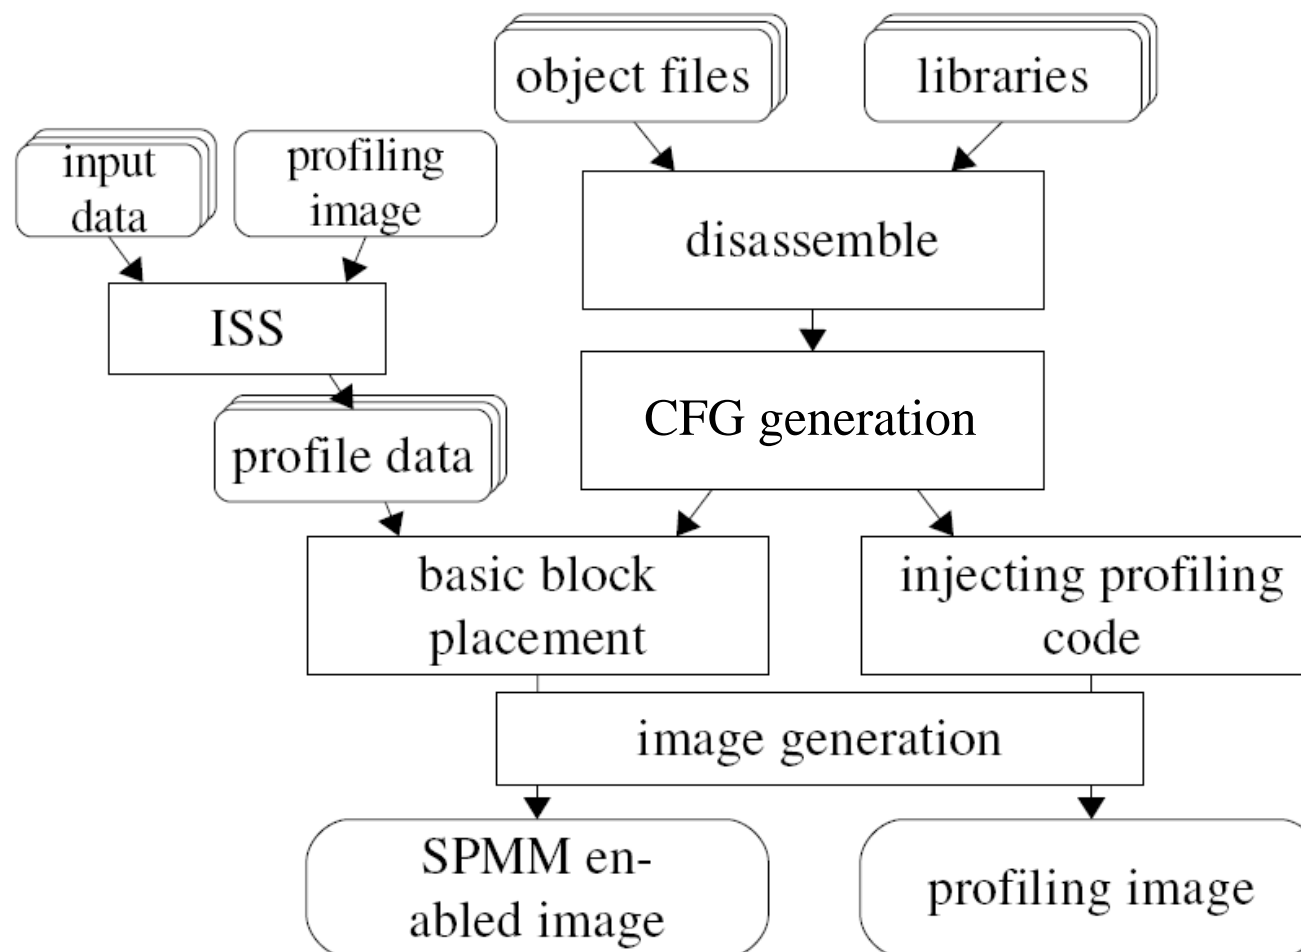 object files
libraries
input
data
profiling
image
disassemble
ISS
CFG generation
profile data
basic block
placement
injecting profiling
code
image generation
SPMM en-
abled image
profiling image